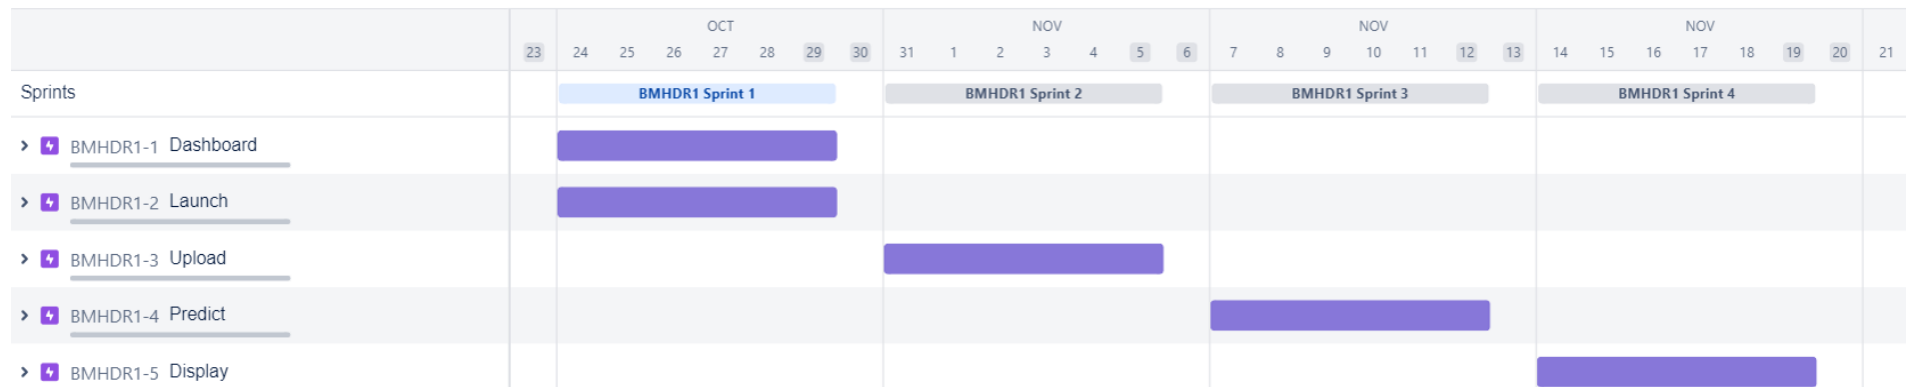 OCT NOV NOV NOV
23 24 25 26 27 28 29 30 31 1 2 3 4 5 6 7 8 9 10 11 12 13 14 15 16 17 18 19 20 21
Sprints BMHDR1 Sprint 1 BMHDR1 Sprint 2 BMHDR1 Sprint 3 BMHDR1 Sprint 4
BMHDR1-1 Dashboard
BMHDR1-2 Launch
BMHDR1-3 Upload
BMHDR1-4 Predict
BMHDR1-5 Display